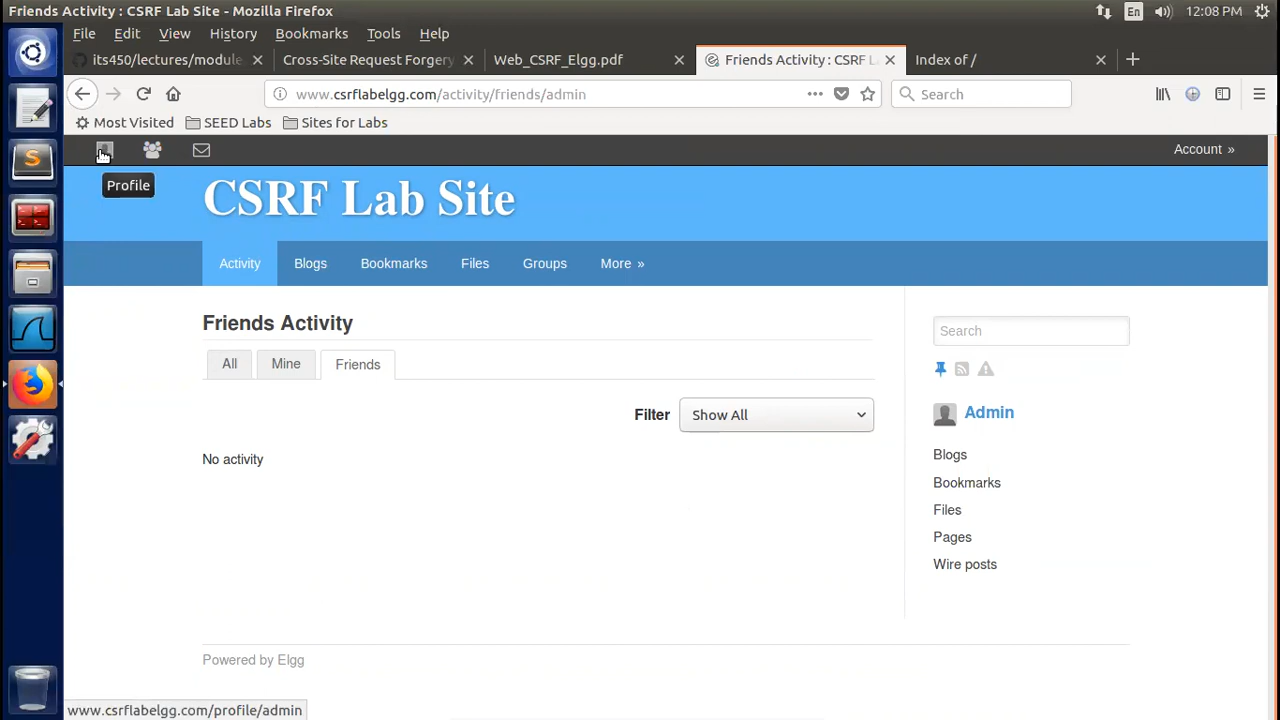 Friends Activity : CSRF Lab Site - Mozilla Firefox
En
12:08 PM
File Edit View History Bookmarks Tools Help
its450/lectures/module
Cross-Site Request Forgery
Web_CSRF_Elgg.pdf
Friends Activity : CSRF L
Index of /
www.csrflabelgg.com/activity/friends/admin
Search
Most Visited
SEED Labs
Sites for Labs
Account »
Profile
CSRF Lab Site
Activity Blogs Bookmarks Files Groups More »
Friends Activity
Search
All Mine Friends
Filter Show All
Admin
No activity
Blogs
Bookmarks
Files
Pages
Wire posts
Powered by Elgg
www.csrflabelgg.com/profile/admin